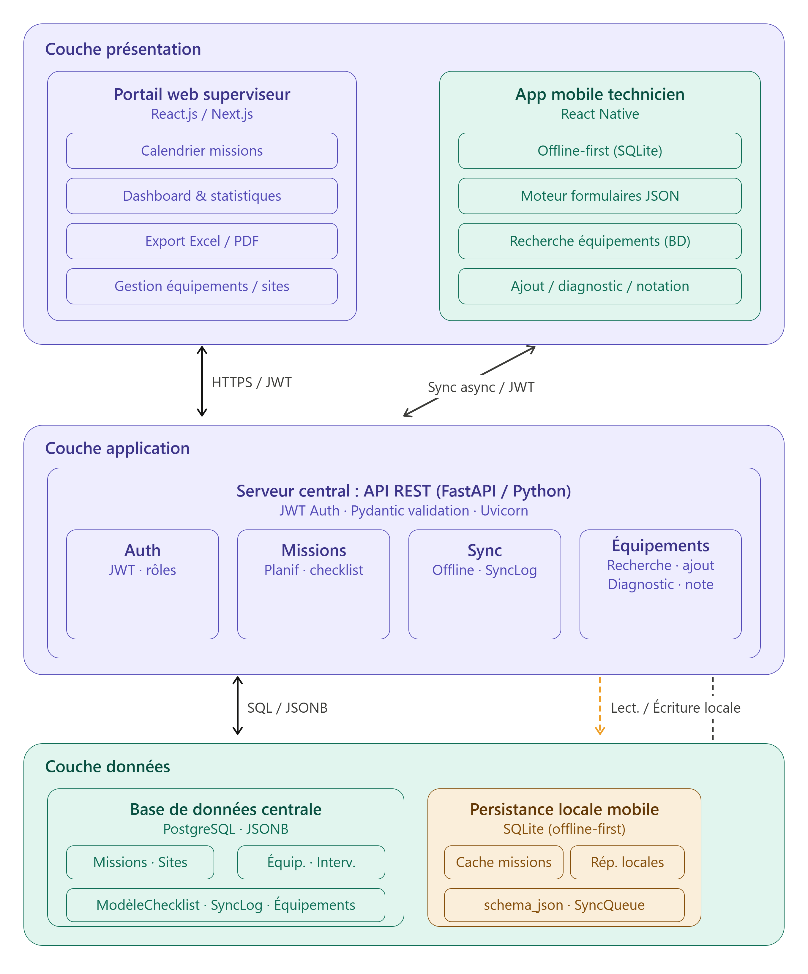 Couche présentation
Portail web superviseur
React.js / Next.js
Calendrier missions
Dashboard & statistiques
Export Excel / PDF
Gestion équipements / sites
App mobile technicien
React Native
Offline-first (SQLite)
Moteur formulaires JSON
Recherche équipements (BD)
Ajout / diagnostic / notation
HTTPS / JWT
Sync async / JWT
Couche application
Serveur central : API REST (FastAPI / Python)
JWT Auth · Pydantic validation · Uvicorn
Auth
JWT · rôles
Missions
Planif · checklist
Sync
Offline · SyncLog
Équipements
Recherche · ajout
Diagnostic · note
SQL / JSONB
Lect. / Écriture locale
Couche données
Base de données centrale
PostgreSQL · JSONB
Missions · Sites
Équip. · Interv.
ModèleChecklist · SyncLog · Équipements
Persistance locale mobile
SQLite (offline-first)
Cache missions
Rép. locales
schema_json · SyncQueue